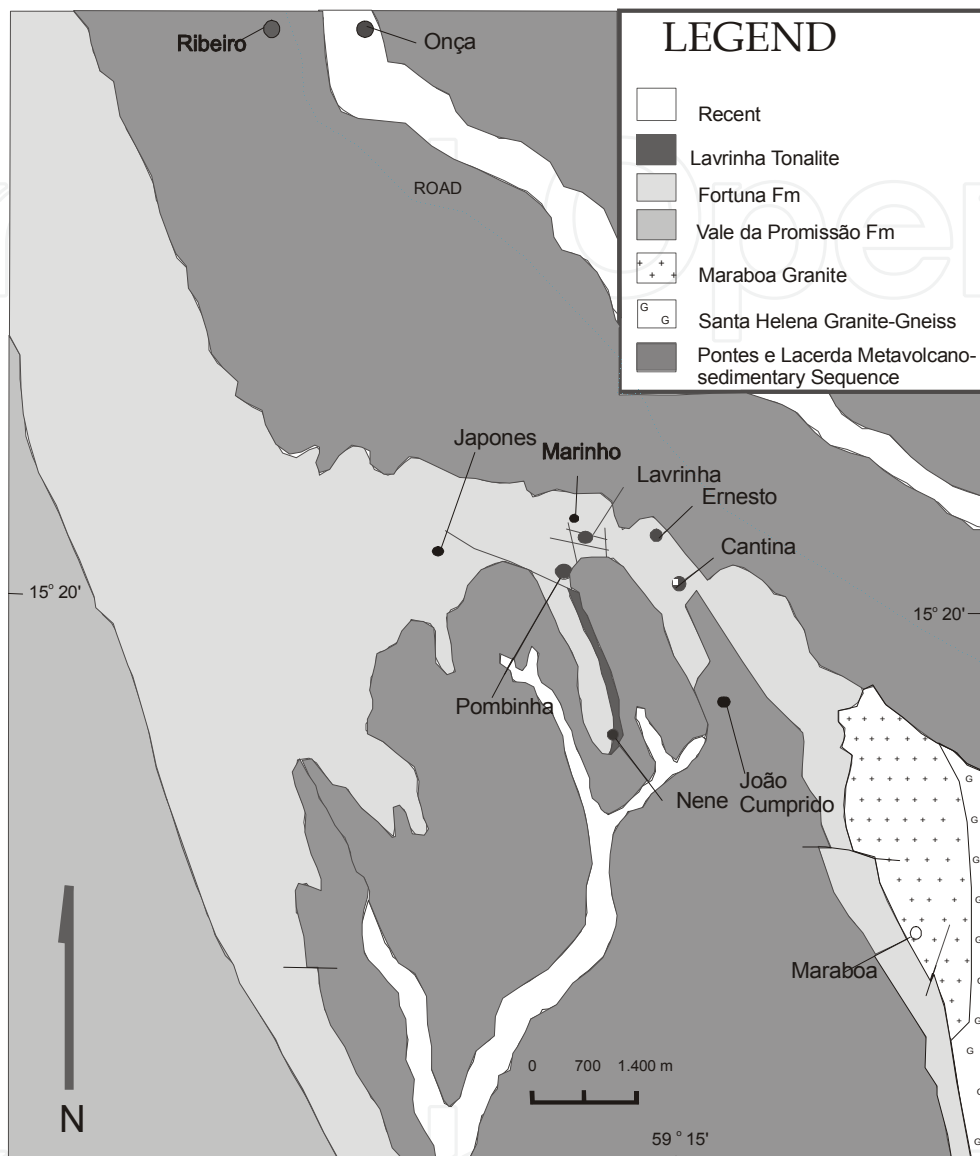 LEGEND
Recent
Lavrinha Tonalite
Fortuna Fm
Vale da Promissão Fm
Maraboa Granite
G
G
Santa Helena Granite-Gneiss
Pontes e Lacerda Metavolcano-
sedimentary Sequence
Ribeiro
Onça
ROAD
Japones
Marinho
Lavrinha
Ernesto
Cantina
15° 20'
15° 20'
Pombinha
Nene
João
Cumprido
Maraboa
G
G
G
G
G
G
G
G
G
G
0 700 1.400 m
N
59 ° 15'